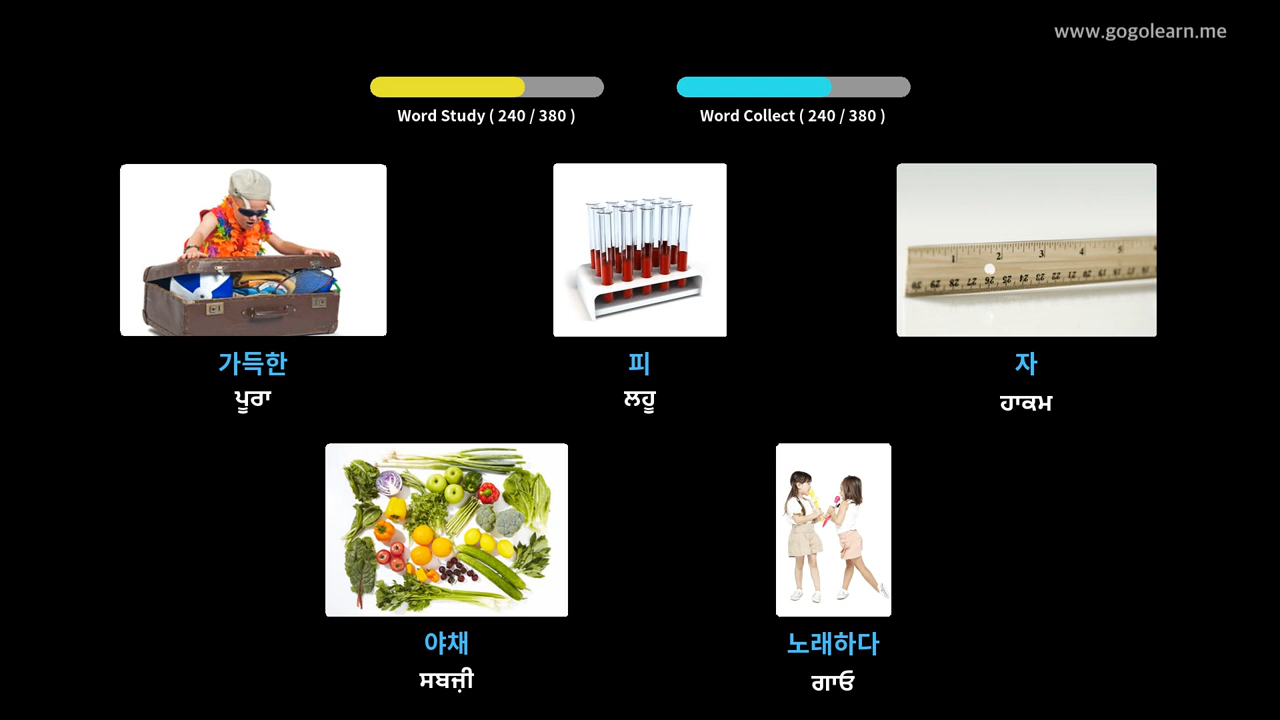 www.gogolearn.me
Word Study ( 240 / 380 )
Word Collect ( 240 / 380 )
가득한
ਪੂਰਾ
피
ਲਹੂ
자
ਹਾਕਮ
야채
ਸਬਜ਼ੀ
노래하다
ਗਾਓ